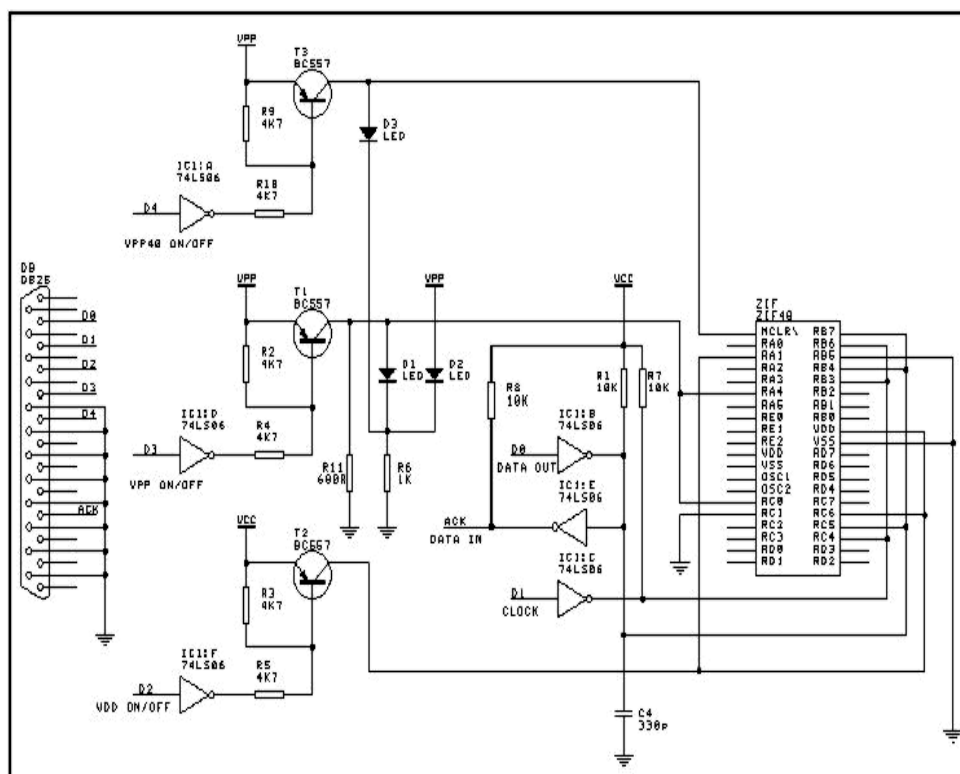 VPP
T3
BC557
R9
4K7
D3
LED
IC1:A
74LS06
R10
4K7
D4
VPP40 ON/OFF
DB
DB25
D0
D1
D2
D3
D4
ACK
VPP
T1
BC557
R2
4K7
VPP
D1
LED
D2
LED
IC1:D
74LS06
R4
4K7
D3
VPP ON/OFF
R11
680R
R6
1K
VCC
R8
10K
R1
10K
R7
10K
IC1:B
74LS06
D0
DATA OUT
IC1:E
74LS06
ACK
DATA IN
IC1:C
74LS06
D1
CLOCK
VCC
T2
BC557
R3
4K7
IC1:F
74LS06
R5
4K7
D2
VDD ON/OFF
C4
330p
ZIF
ZIF40
MCLR\ RB7
RA0 RB6
RA1 RB5
RA2 RB4
RA3 RB3
RA4 RB2
RA5 RB1
RE0 RB0
RE1 VDD
RE2 VSS
VDD RD7
VSS RD6
OSC1 RD5
OSC2 RD4
RC0 RC7
RC1 RC6
RC2 RC5
RC3 RC4
RD0 RD3
RD1 RD2